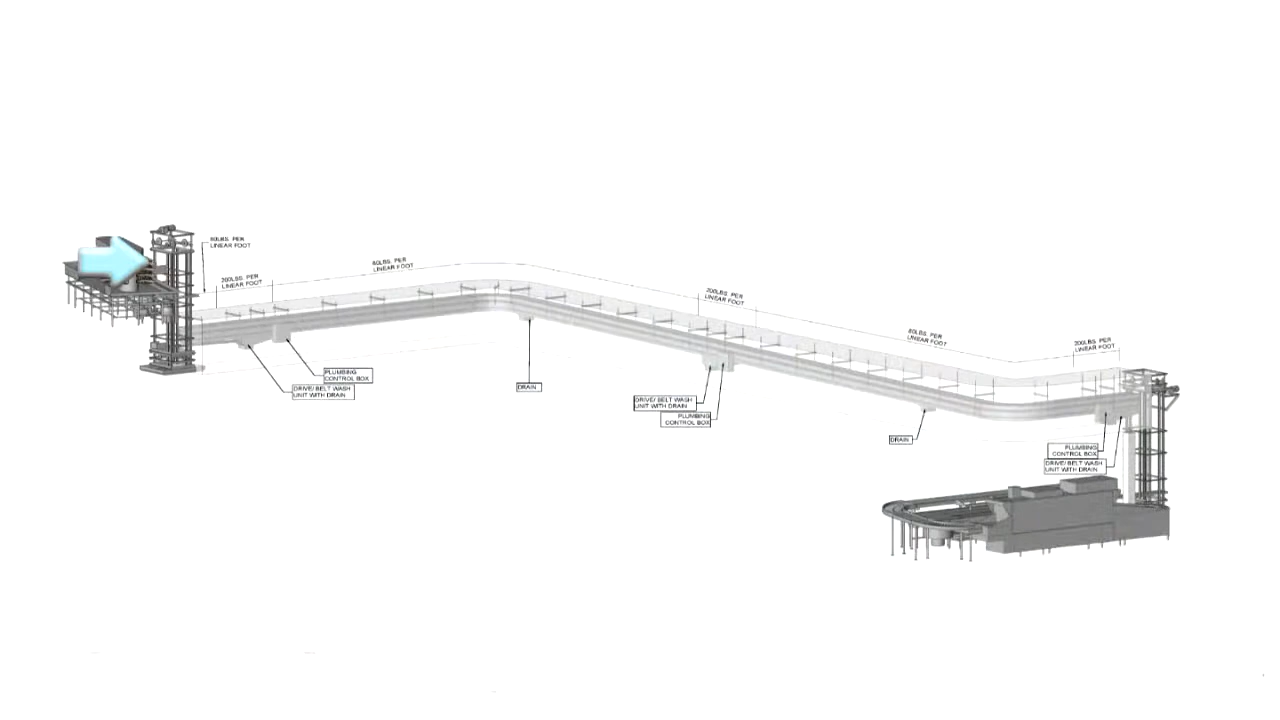 80LBS. PER
LINEAR FOOT
200LBS. PER
LINEAR FOOT
80LBS. PER
LINEAR FOOT
200LBS. PER
LINEAR FOOT
80LBS. PER
LINEAR FOOT
200LBS. PER
LINEAR FOOT
PLUMBING
CONTROL BOX
DRIVE/ BELT WASH
UNIT WITH DRAIN
DRAIN
DRIVE/ BELT WASH
UNIT WITH DRAIN
PLUMBING
CONTROL BOX
DRAIN
PLUMBING
CONTROL BOX
DRIVE/ BELT WASH
UNIT WITH DRAIN